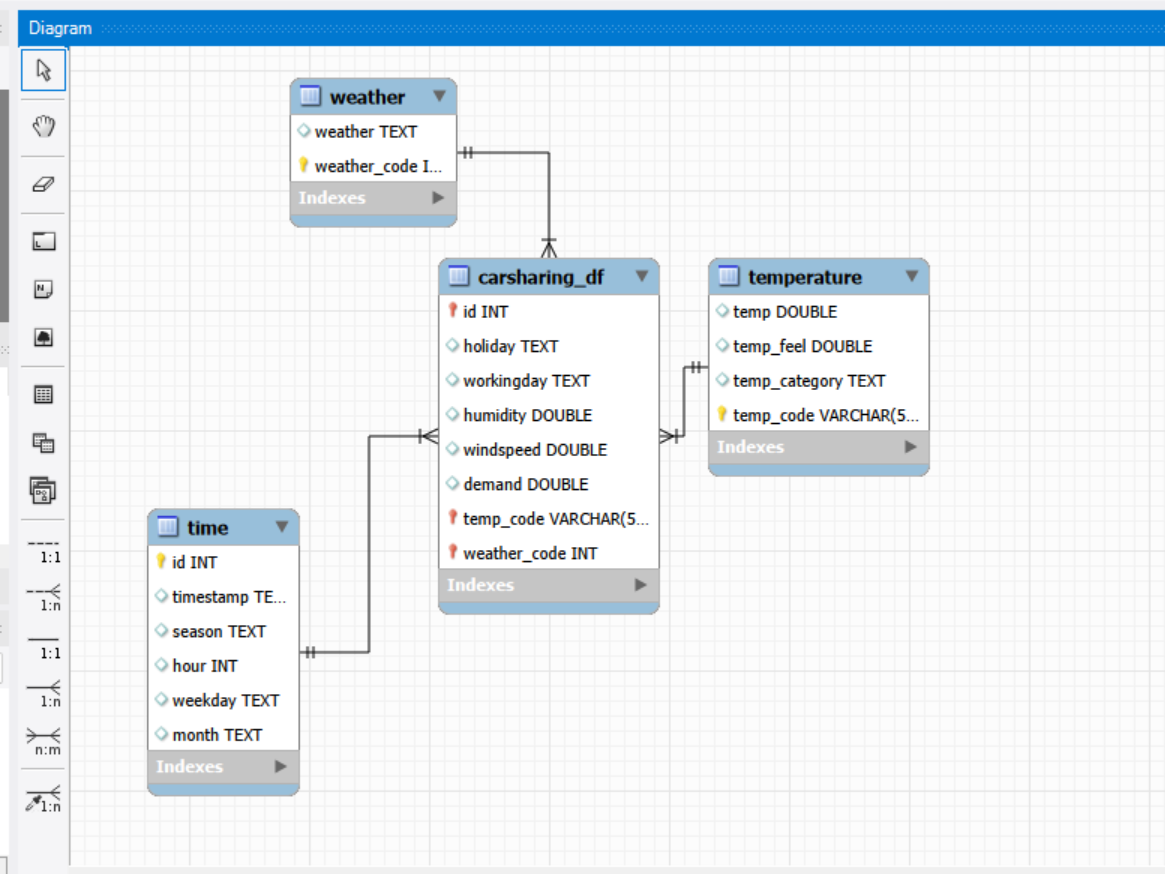 Diagram
weather
weather TEXT
weather_code I...
Indexes
carsharing_df
id INT
holiday TEXT
workingday TEXT
humidity DOUBLE
windspeed DOUBLE
demand DOUBLE
temp_code VARCHAR(5...
weather_code INT
Indexes
temperature
temp DOUBLE
temp_feel DOUBLE
temp_category TEXT
temp_code VARCHAR(5...
Indexes
time
id INT
timestamp TE...
season TEXT
hour INT
weekday TEXT
month TEXT
Indexes
1:1
1:n
1:1
1:n
n:m
1:n